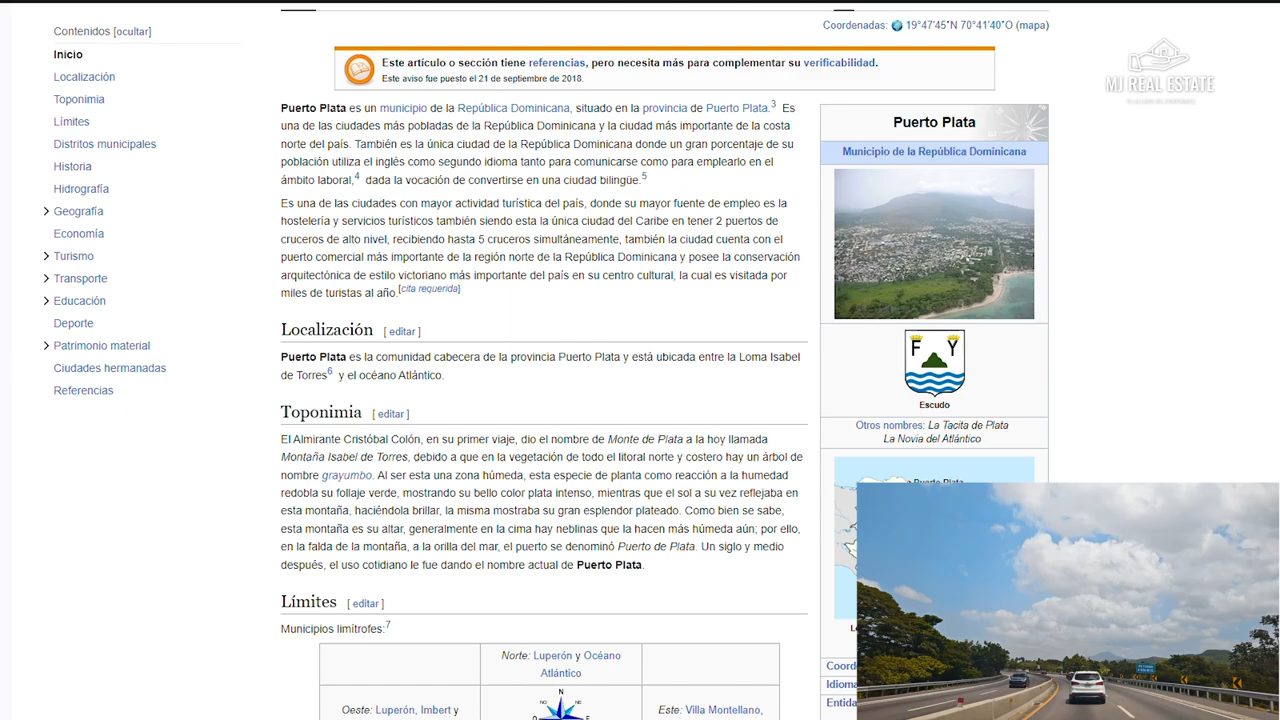 Contenidos [ocultar]
Inicio
Localización
Toponimia
Límites
Distritos municipales
Historia
Hidrografía
Geografía
Economía
Turismo
Transporte
Educación
Deporte
Patrimonio material
Ciudades hermanadas
Referencias
Coordenadas: 19°47′45″N 70°41′40″O (mapa)
Este artículo o sección tiene referencias, pero necesita más para complementar su verificabilidad.
Este aviso fue puesto el 21 de septiembre de 2018.
Puerto Plata es un municipio de la República Dominicana, situado en la provincia de Puerto Plata.3 Es
una de las ciudades más pobladas de la República Dominicana y la ciudad más importante de la costa
norte del país. También es la única ciudad de la República Dominicana donde un gran porcentaje de su
población utiliza el inglés como segundo idioma tanto para comunicarse como para emplearlo en el
ámbito laboral,4 dada la vocación de convertirse en una ciudad bilingüe.5
Es una de las ciudades con mayor actividad turística del país, donde su mayor fuente de empleo es la
hostelería y servicios turísticos también siendo esta la única ciudad del Caribe en tener 2 puertos de
cruceros de alto nivel, recibiendo hasta 5 cruceros simultáneamente, también la ciudad cuenta con el
puerto comercial más importante de la región norte de la República Dominicana y posee la conservación
arquitectónica de estilo victoriano más importante del país en su centro cultural, la cual es visitada por
miles de turistas al año.[cita requerida]
Localización [ editar ]
Puerto Plata es la comunidad cabecera de la provincia Puerto Plata y está ubicada entre la Loma Isabel
de Torres6 y el océano Atlántico.
Toponimia [ editar ]
El Almirante Cristóbal Colón, en su primer viaje, dio el nombre de Monte de Plata a la hoy llamada
Montaña Isabel de Torres, debido a que en la vegetación de todo el litoral norte y costero hay un árbol de
nombre grayumbo. Al ser esta una zona húmeda, esta especie de planta como reacción a la humedad
redobla su follaje verde, mostrando su bello color plata intenso, mientras que el sol a su vez reflejaba en
esta montaña, haciéndola brillar, la misma mostraba su gran esplendor plateado. Como bien se sabe,
esta montaña es su altar, generalmente en la cima hay neblinas que la hacen más húmeda aún; por ello,
en la falda de la montaña, a la orilla del mar, el puerto se denominó Puerto de Plata. Un siglo y medio
después, el uso cotidiano le fue dando el nombre actual de Puerto Plata.
Límites [ editar ]
Municipios limítrofes:7
Norte: Luperón y Océano
Atlántico
Oeste: Luperón, Imbert y
N
NO NE
O E
Este: Villa Montellano,
Puerto Plata
Municipio de la República Dominicana
F Y
Escudo
Otros nombres: La Tacita de Plata
La Novia del Atlántico
Puerto Plata
Coord
Idioma
Entida
MJ REAL ESTATE